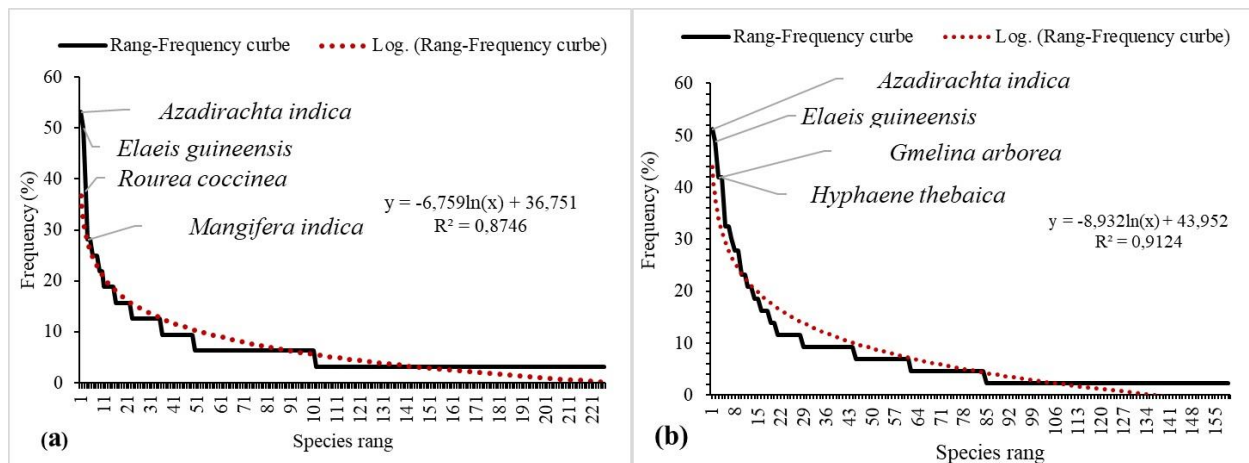 Rang-Frequency curbe Log. (Rang-Frequency curbe)
60
50
40
30
20
10
0
Frequency (%)
Azadirachta indica
Elaeis guineensis
Rourea coccinea
Mangifera indica
y = -6,759ln(x) + 36,751
R² = 0,8746
1 11 21 31 41 51 61 71 81 91 101 111 121 131 141 151 161 171 181 191 201 211 221
Species rang
(a)
Rang-Frequency curbe Log. (Rang-Frequency curbe)
60
50
40
30
20
10
0
Frequency (%)
Azadirachta indica
Elaeis guineensis
Gmelina arborea
Hyphaene thebaica
y = -8,932ln(x) + 43,952
R² = 0,9124
1 8 15 22 29 36 43 50 57 64 71 78 85 92 99 106 113 120 127 134 141 148 155
Species rang
(b)